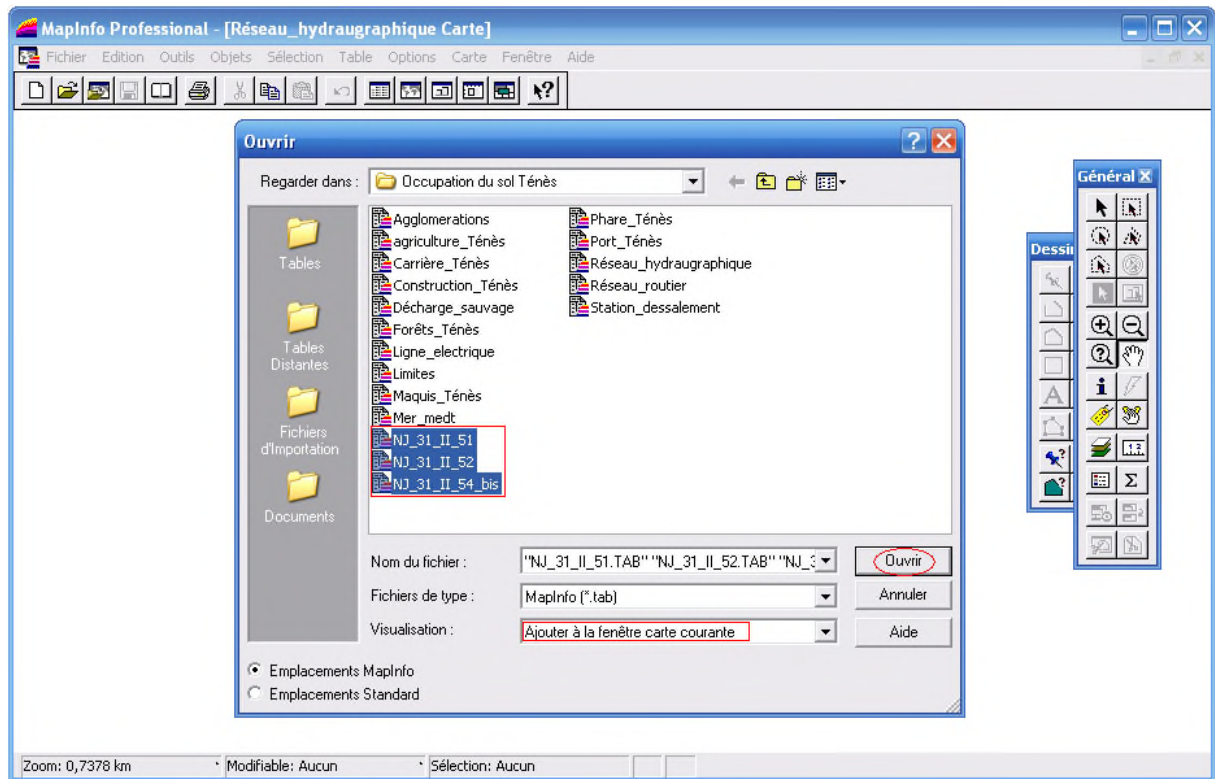 MapInfo Professional - [Réseau_hydraugraphique Carte]
Fichier Edition Outils Objets Sélection Table Options Carte Fenêtre Aide
Ouvrir
Regarder dans : Occupation du sol Ténès
Tables
Tables Distantes
Fichiers d'Importation
Documents
Agglomerations
agriculture_Ténès
Carrière_Ténès
Construction_Ténès
Décharge_sauvage
Forêts_Ténès
Ligne_electrique
Limites
Maquis_Ténès
Mer_medt
NJ_31_II_51
NJ_31_II_52
NJ_31_II_54_bis
Phare_Ténès
Port_Ténès
Réseau_hydraugraphique
Réseau_routier
Station_dessalement
Nom du fichier : "NJ_31_II_51.TAB" "NJ_31_II_52.TAB" "NJ_3
Ouvrir
Fichiers de type : MapInfo (*.tab)
Annuler
Visualisation : Ajouter à la fenêtre carte courante
Aide
Emplacements MapInfo
Emplacements Standard
Général
Dessin
Zoom: 0,7378 km
Modifiable: Aucun
Sélection: Aucun